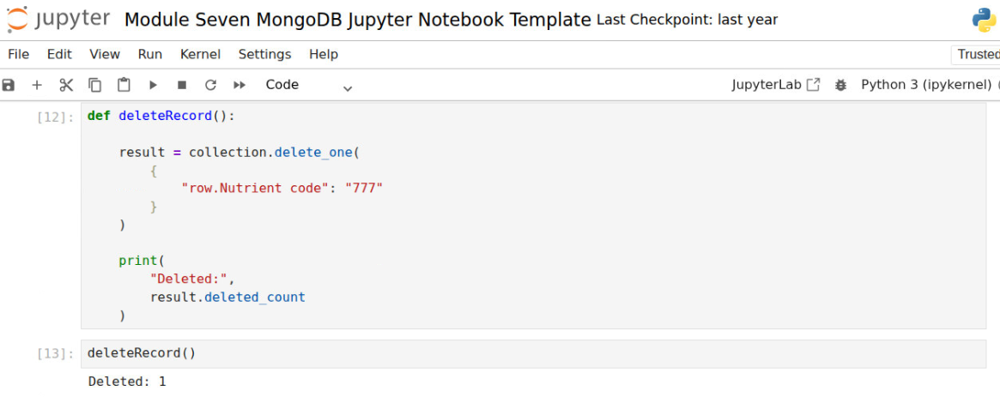 jupyter Module Seven MongoDB Jupyter Notebook Template Last Checkpoint: last year
File Edit View Run Kernel Settings Help Trusted
Code JupyterLab Python 3 (ipykernel)
[12]: def deleteRecord():
    result = collection.delete_one(
        {
            "row.Nutrient code": "777"
        }
    )
    print(
        "Deleted:",
        result.deleted_count
    )
[13]: deleteRecord()
Deleted: 1